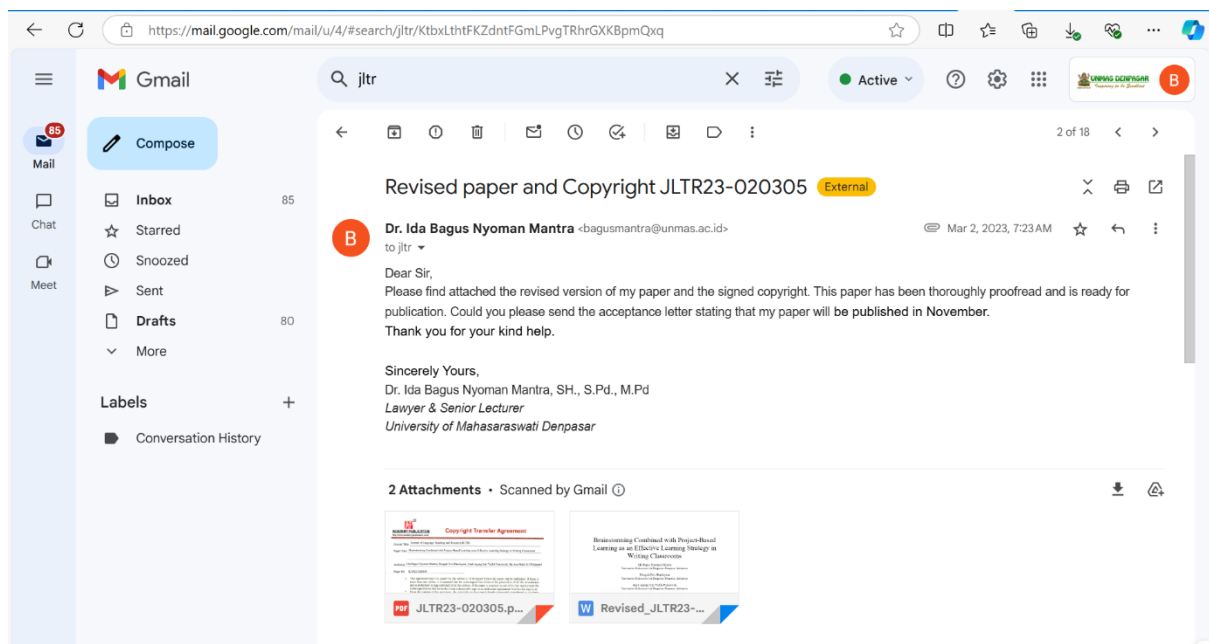 https://mail.google.com/mail/u/4/#search/jltr/KtbxLthtFKZdntFGmLPvgTRhrGXKBpmQxq
Gmail
jltr
Active
UNMAS DENPASAR
B
85
Mail
Chat
Meet
Compose
Inbox 85
Starred
Snoozed
Sent
Drafts 80
More
Labels
Conversation History
2 of 18
Revised paper and Copyright JLTR23-020305 External
B
Dr. Ida Bagus Nyoman Mantra <bagusmantra@unmas.ac.id>
Mar 2, 2023, 7:23 AM
to jltr
Dear Sir,
Please find attached the revised version of my paper and the signed copyright. This paper has been thoroughly proofread and is ready for
publication. Could you please send the acceptance letter stating that my paper will be published in November.
Thank you for your kind help.
Sincerely Yours,
Dr. Ida Bagus Nyoman Mantra, SH., S.Pd., M.Pd
Lawyer & Senior Lecturer
University of Mahasaraswati Denpasar
2 Attachments • Scanned by Gmail
Copyright Transfer Agreement
PDF JLTR23-020305.p...
Brainstorming Combined with Project-Based
Learning as an Effective Learning Strategy in
Writing Classrooms
W Revised_JLTR23-...